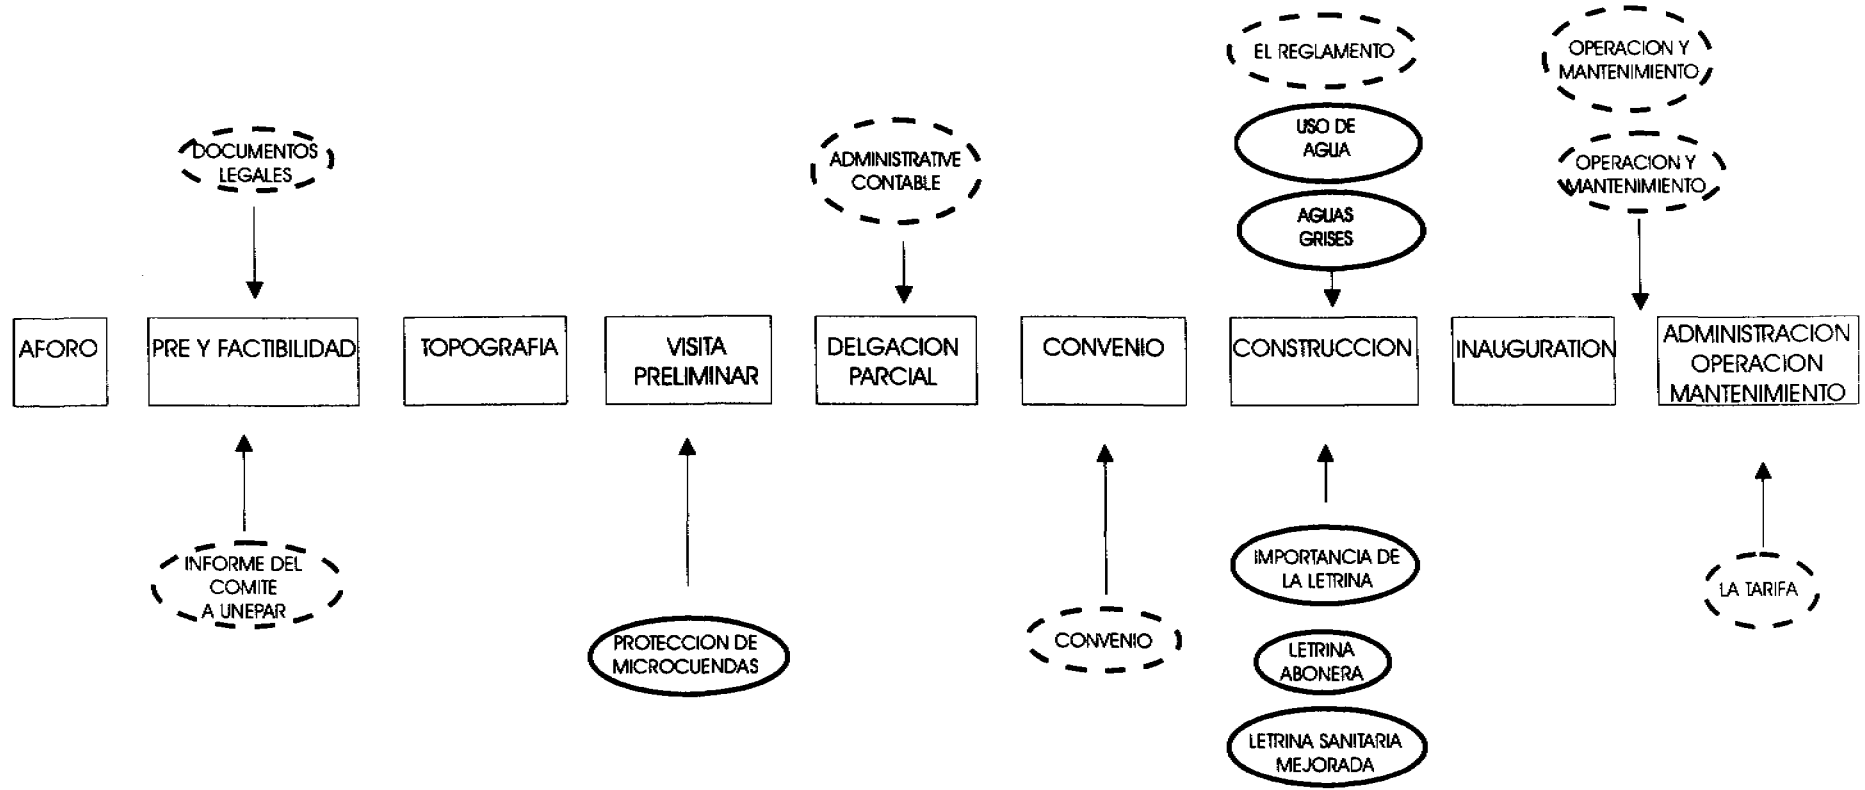 EL REGLAMENTO
OPERACION Y
MANTENIMIENTO
USO DE
AGUA
DOCUMENTOS
LEGALES
ADMINISTRATIVE
CONTABLE
OPERACION Y
MANTENIMIENTO
AGUAS
GRISES
AFORO
PRE Y FACTIBILIDAD
TOPOGRAFIA
VISITA
PRELIMINAR
DELGACION
PARCIAL
CONVENIO
CONSTRUCCION
INAUGURATION
ADMINISTRACION
OPERACION
MANTENIMIENTO
INFORME DEL
COMITE
A UNEPAR
PROTECCION DE
MICROCUENDAS
CONVENIO
IMPORTANCIA DE
LA LETRINA
LETRINA
ABONERA
LETRINA SANITARIA
MEJORADA
LA TARIFA